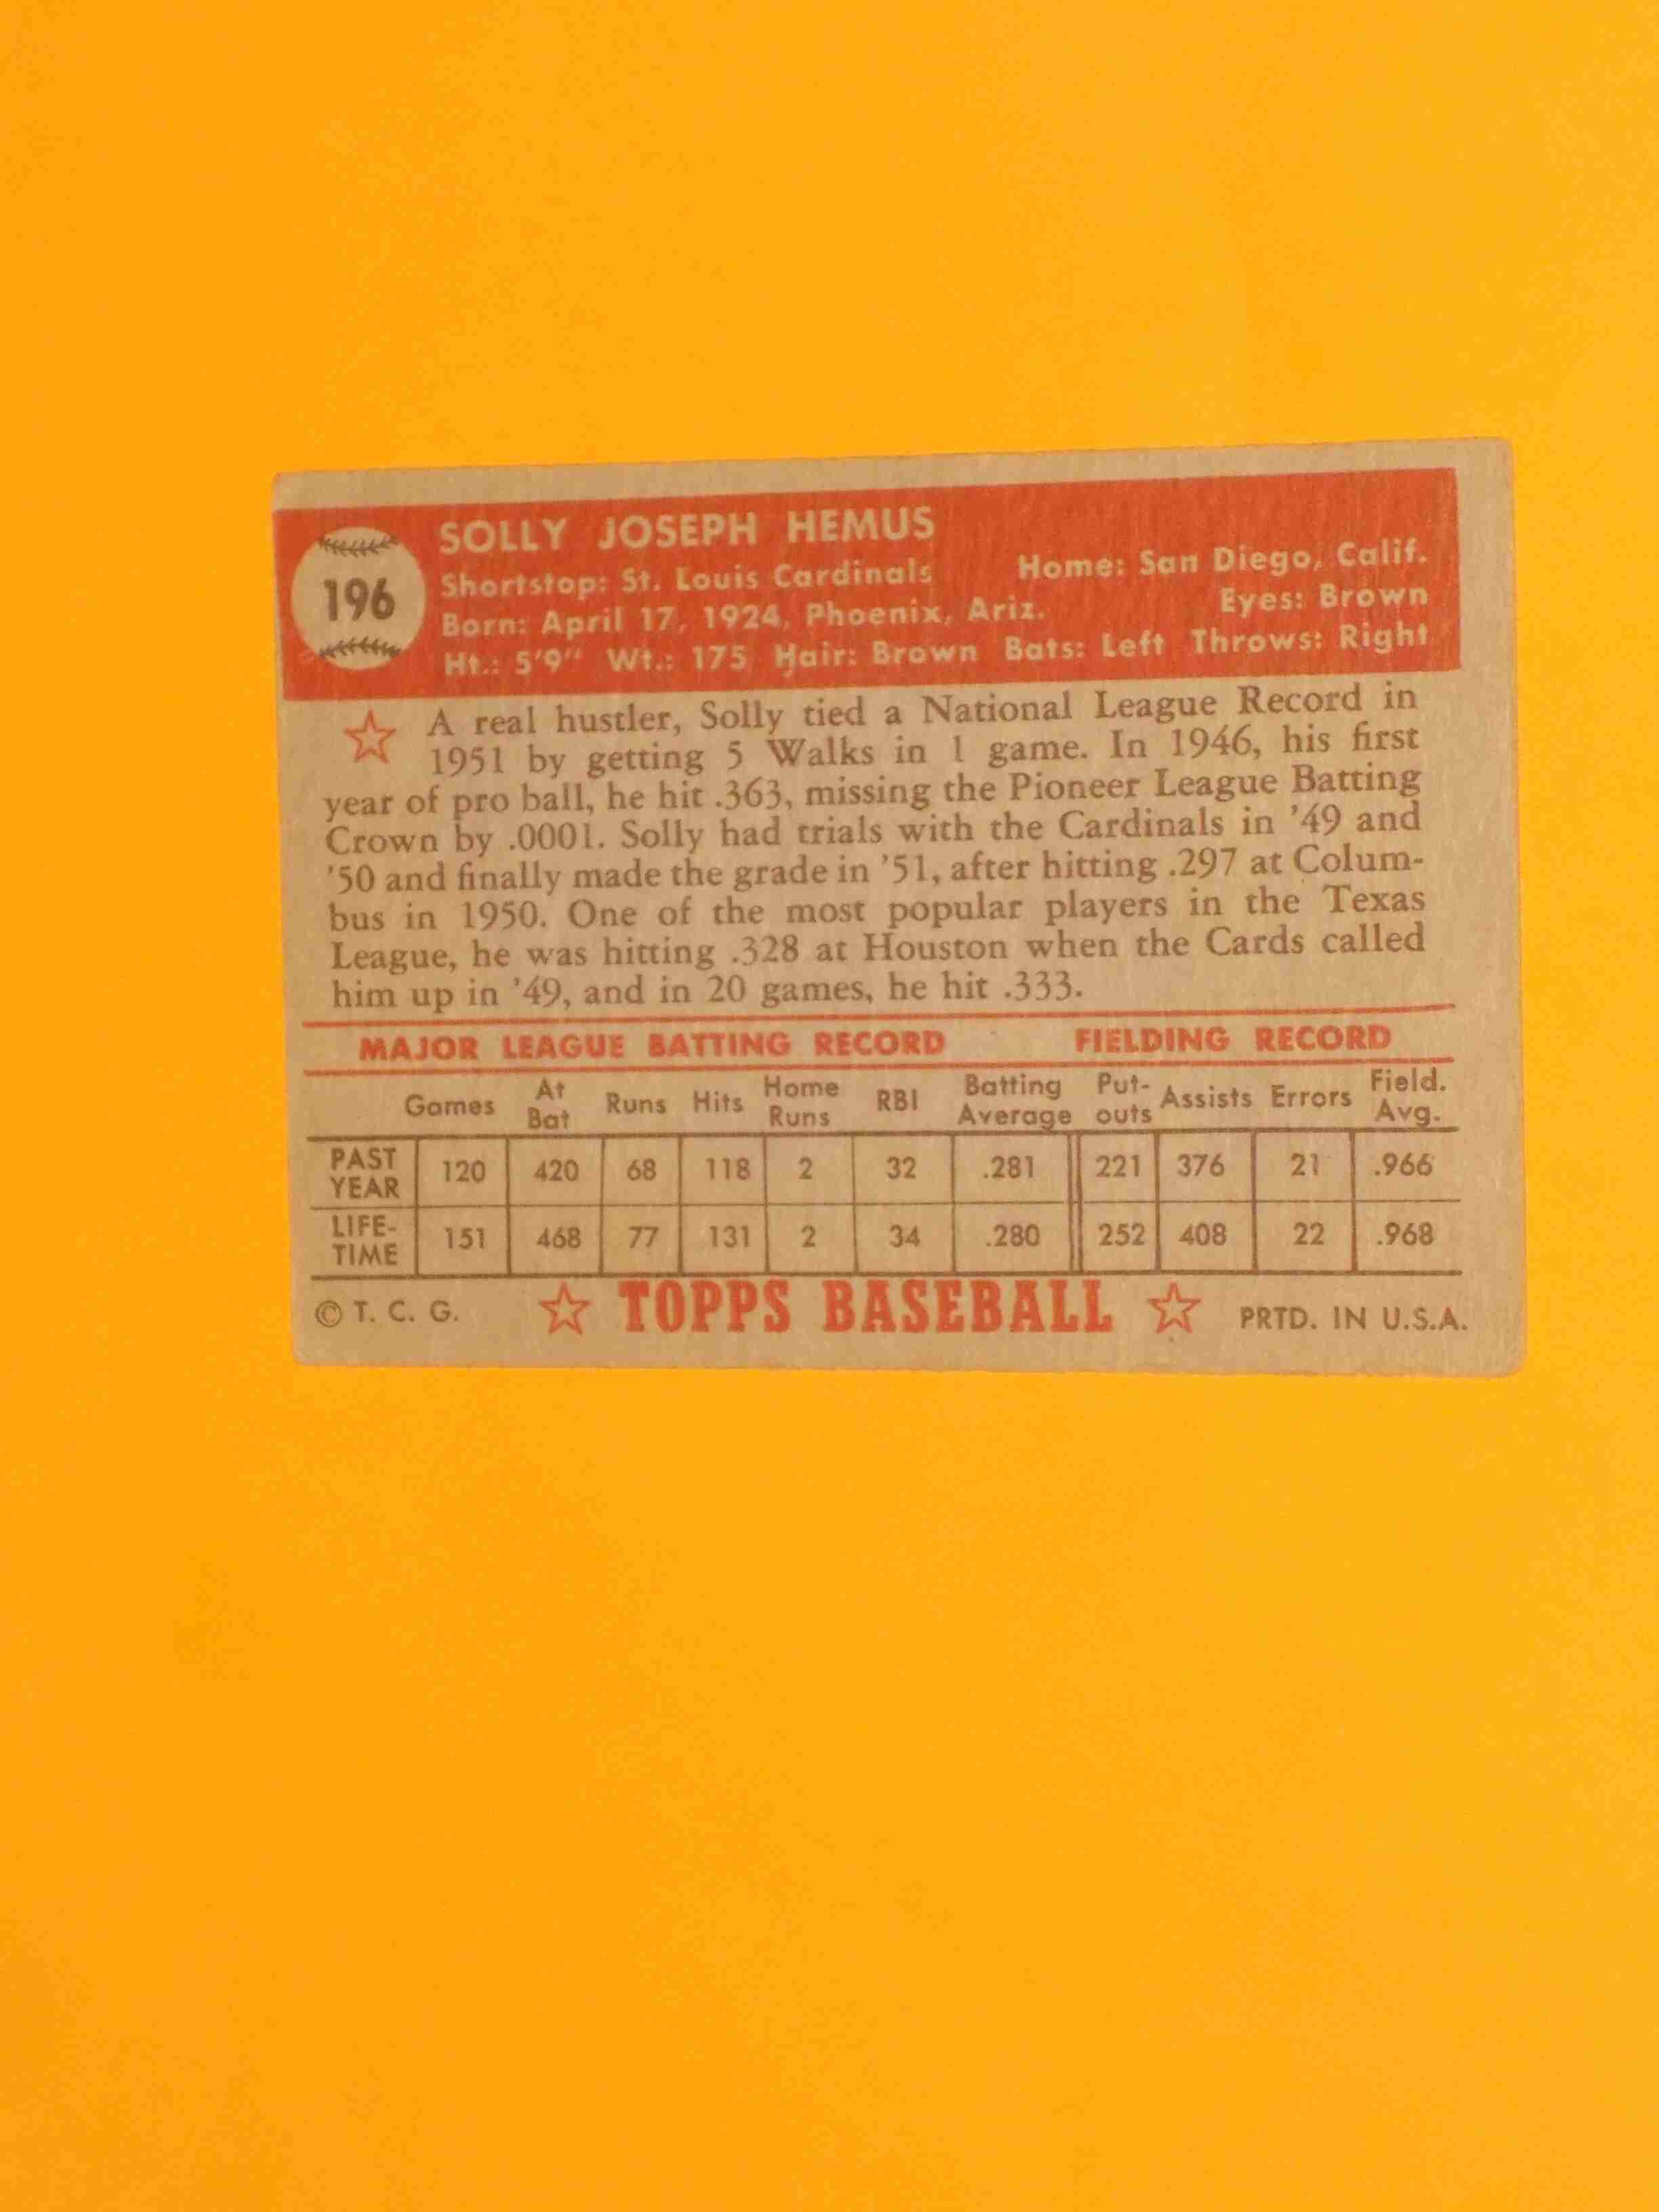 196
SOLLY JOSEPH HEMUS
Shortstop: St. Louis Cardinals Home: San Diego, Calif.
Born: April 17, 1924, Phoenix, Ariz. Eyes: Brown
Ht.: 5'9" Wt.: 175 Hair: Brown Bats: Left Throws: Right
A real hustler, Solly tied a National League Record in
1951 by getting 5 Walks in 1 game. In 1946, his first
year of pro ball, he hit .363, missing the Pioneer League Batting
Crown by .0001. Solly had trials with the Cardinals in '49 and
'50 and finally made the grade in '51, after hitting .297 at Colum-
bus in 1950. One of the most popular players in the Texas
League, he was hitting .328 at Houston when the Cards called
him up in '49, and in 20 games, he hit .333.
MAJOR LEAGUE BATTING RECORD FIELDING RECORD
Games At Bat Runs Hits Home Runs RBI Batting Average Put-outs Assists Errors Field. Avg.
PAST YEAR 120 420 68 118 2 32 .281 221 376 21 .966
LIFE-TIME 151 468 77 131 2 34 .280 252 408 22 .968
© T. C. G. TOPPS BASEBALL PRTD. IN U.S.A.